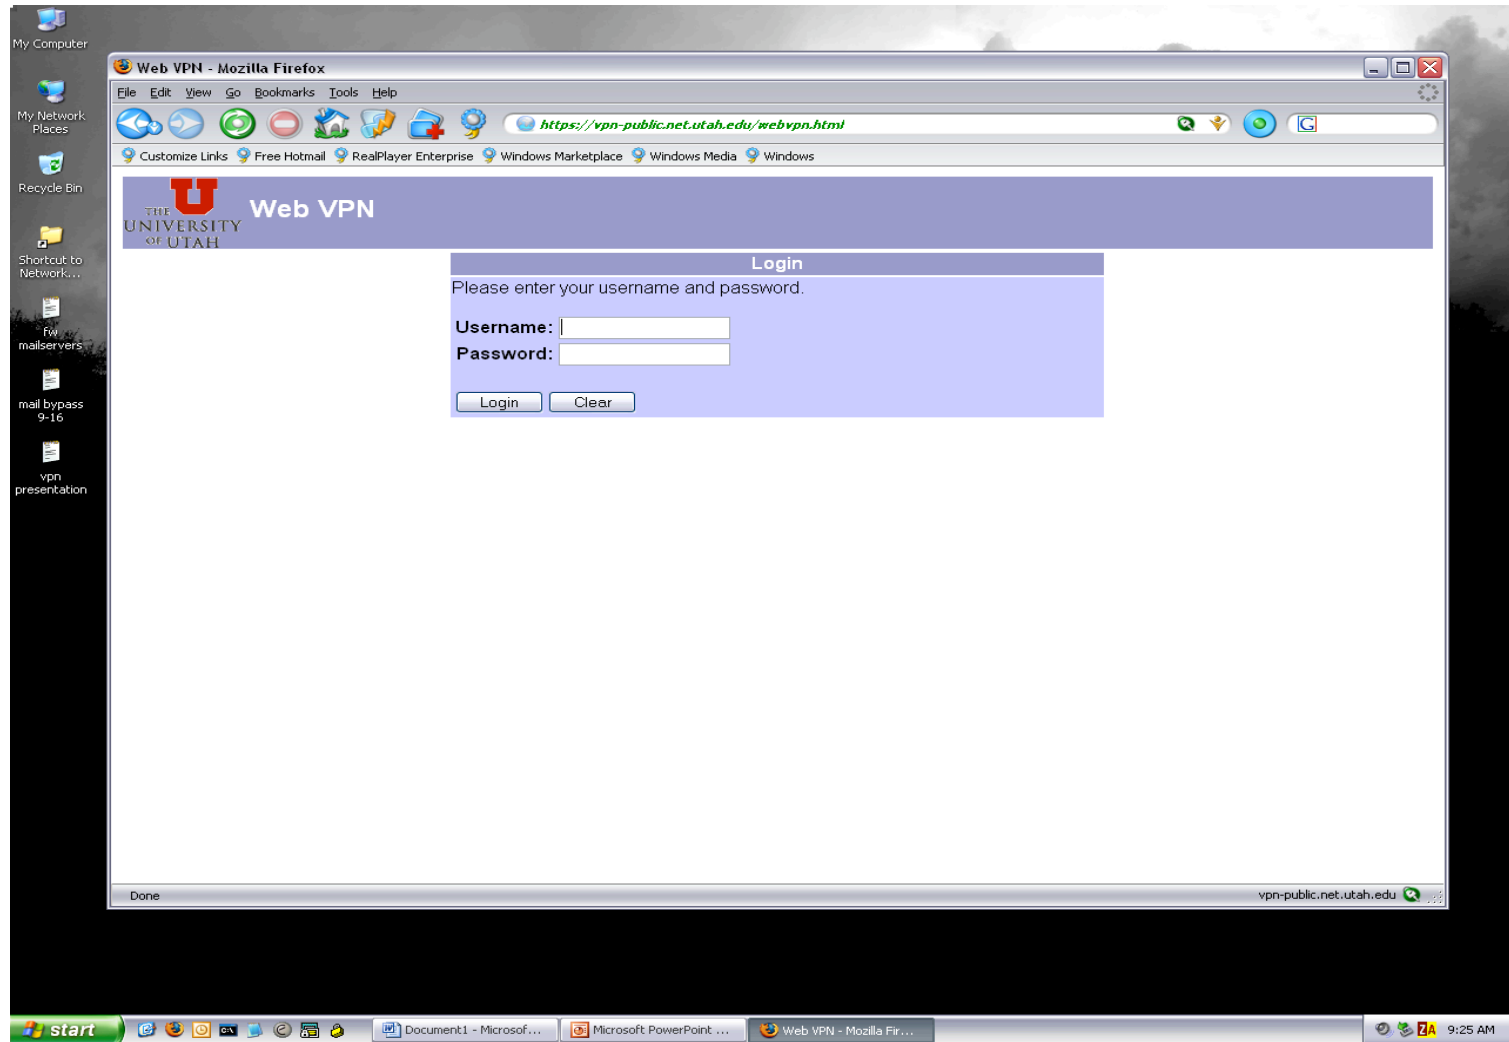 My Computer
My Network
Places
Recycle Bin
Shortcut to
Network...
fw
mailservers
mail bypass
9-16
vpn
presentation
Web VPN - Mozilla Firefox
File Edit View Go Bookmarks Tools Help
https://vpn-public.net.utah.edu/webvpn.html
G
Customize Links Free Hotmail RealPlayer Enterprise Windows Marketplace Windows Media Windows
U
THE
UNIVERSITY
OF UTAH
Web VPN
Login
Please enter your username and password.
Username:
Password:
Login Clear
Done
vpn-public.net.utah.edu
start
Document1 - Microsof...
Microsoft PowerPoint ...
Web VPN - Mozilla Fir...
ZA
9:25 AM